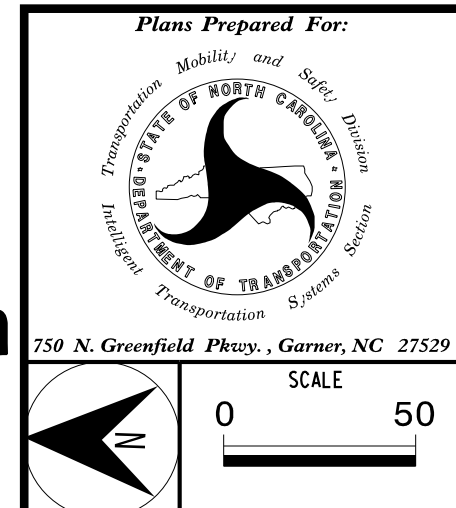 Plans Prepared For:
Transportation Mobility and Safety Division
STATE OF NORTH CAROLINA
DEPARTMENT OF TRANSPORTATION
Intelligent Transportation Systems Section
750 N. Greenfield Pkwy. , Garner, NC 27529
N
SCALE
0 50